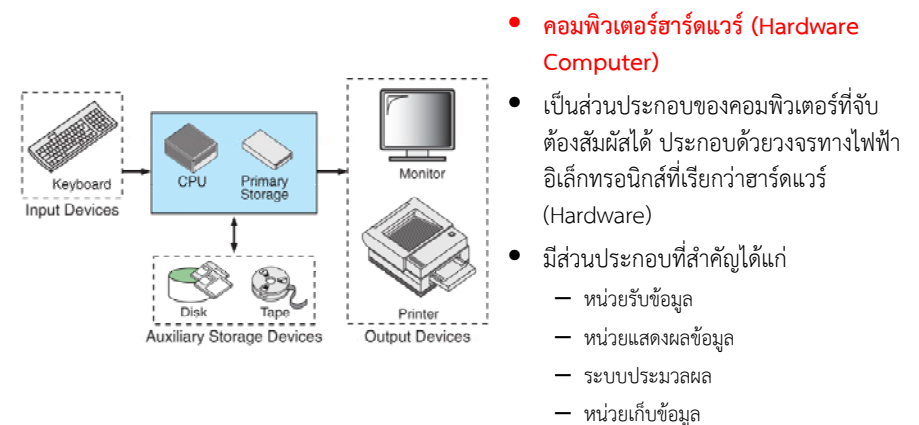 Keyboard
Input Devices
CPU
Primary
Storage
Disk
Tape
Auxiliary Storage Devices
Monitor
Printer
Output Devices
• คอมพิวเตอร์ฮาร์ดแวร์ (Hardware
Computer)
• เป็นส่วนประกอบของคอมพิวเตอร์ที่จับ
ต้องสัมผัสได้ ประกอบด้วยวงจรทางไฟฟ้า
อิเล็กทรอนิกส์ที่เรียกว่าฮาร์ดแวร์
(Hardware)
• มีส่วนประกอบที่สำคัญได้แก่
– หน่วยรับข้อมูล
– หน่วยแสดงผลข้อมูล
– ระบบประมวลผล
– หน่วยเก็บข้อมูล